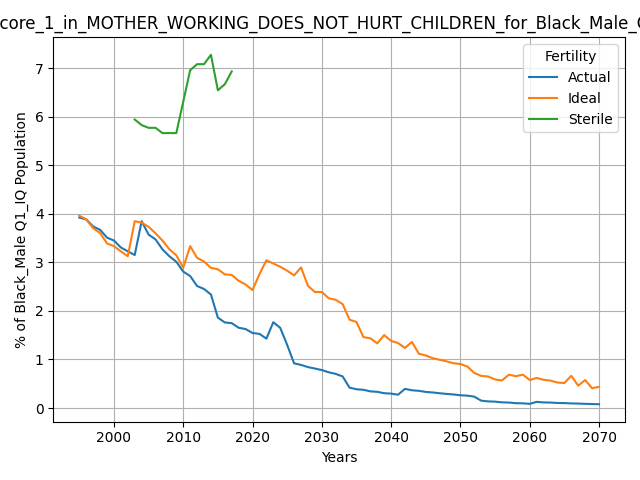 core_1_in_MOTHER_WORKING_DOES_NOT_HURT_CHILDREN_for_Black_Male_
Fertility
Actual
Ideal
Sterile
% of Black_Male Q1_IQ Population
7
6
5
4
3
2
1
0
2000 2010 2020 2030 2040 2050 2060 2070
Years